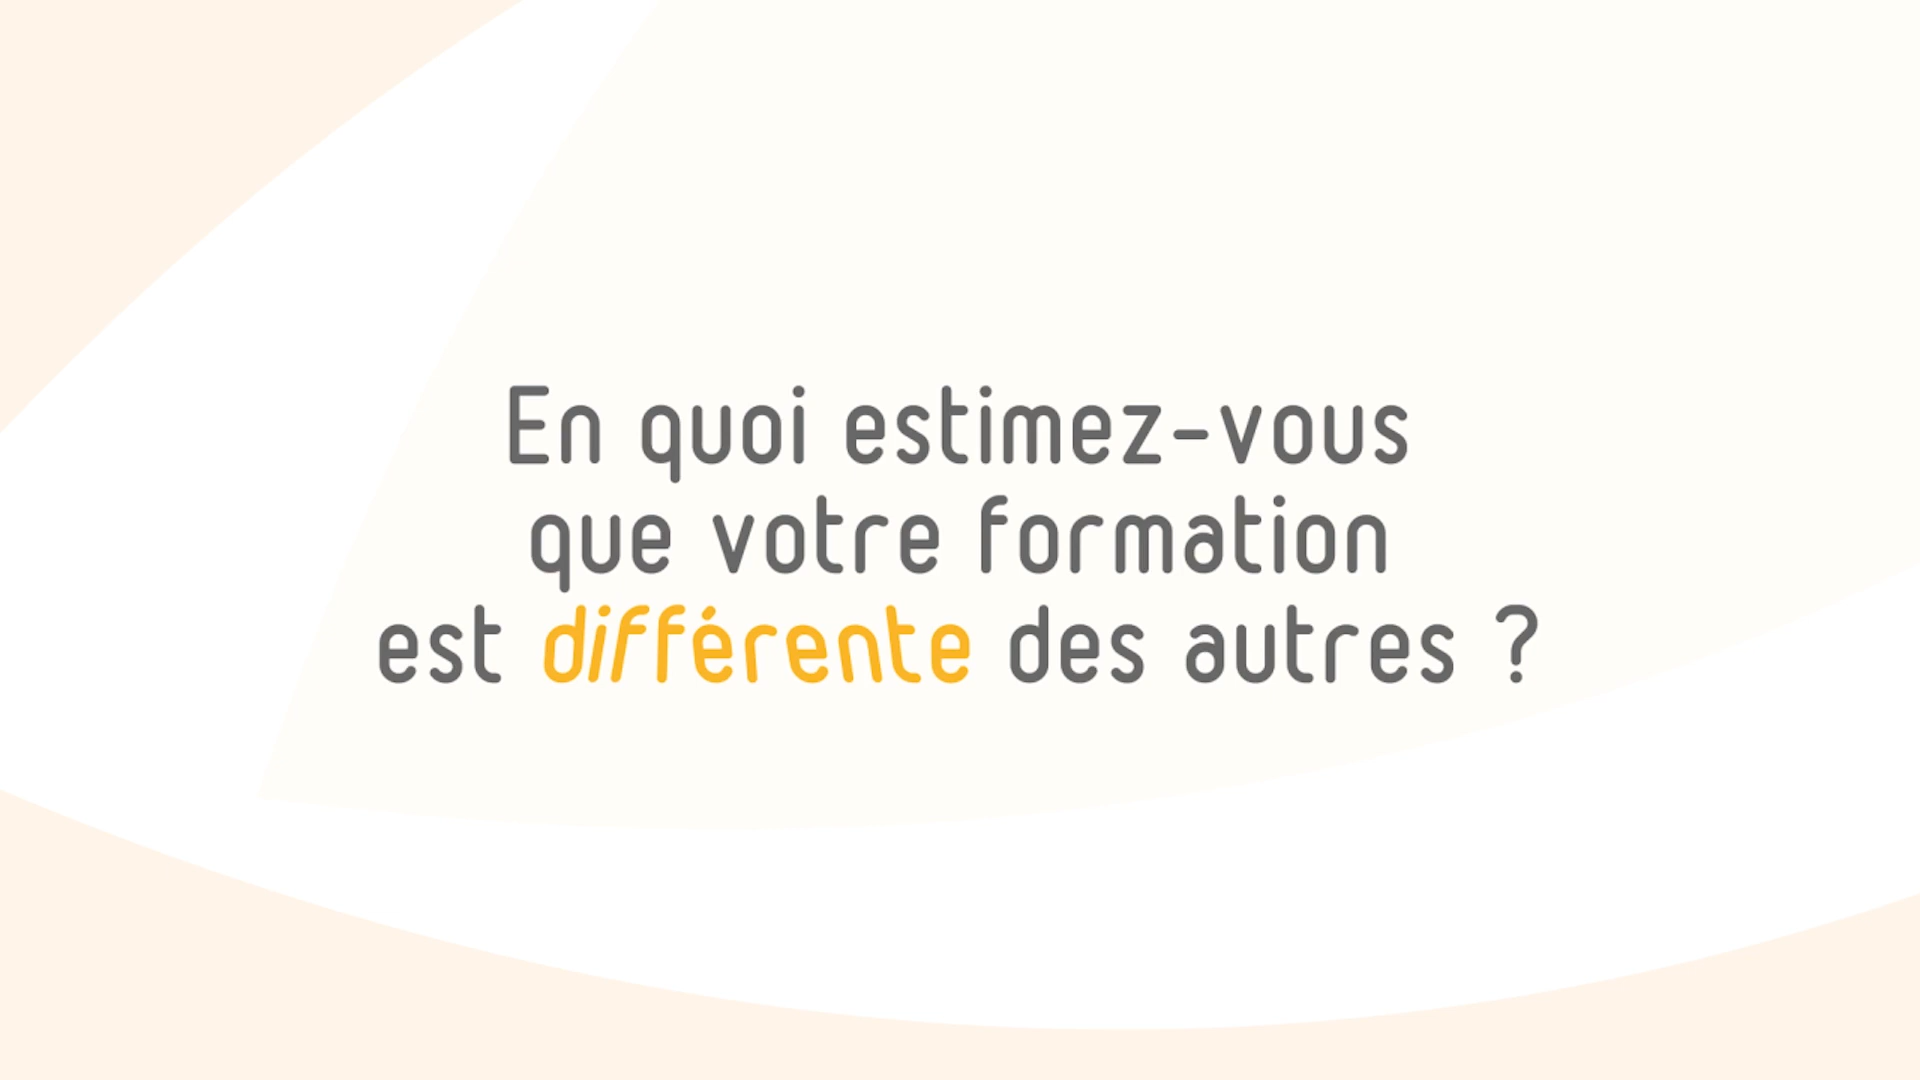 En quoi estimez-vous
que votre formation
est différente des autres ?